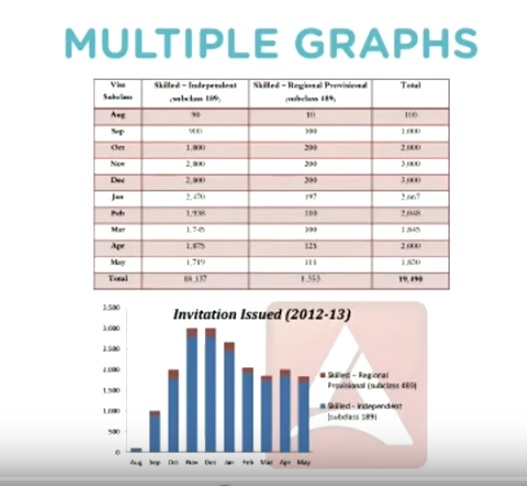 MULTIPLE GRAPHS
Visa Subclass Skilled – Independent (subclass 189) Skilled – Regional Provisional (subclass 489) Total
Aug 90 10 100
Sep 900 100 1,000
Oct 1,800 200 2,000
Nov 2,800 200 3,000
Dec 2,800 200 3,000
Jan 2,470 197 2,667
Feb 1,938 110 2,048
Mar 1,745 100 1,845
Apr 1,875 125 2,000
May 1,719 111 1,830
Total 18,137 1,353 19,490
Invitation Issued (2012-13)
3,500
3,000
2,500
2,000
1,500
1,000
500
0
Aug Sep Oct Nov Dec Jan Feb Mar Apr May
Skilled – Regional
Provisional (subclass 489)
Skilled – Independent
(subclass 189)